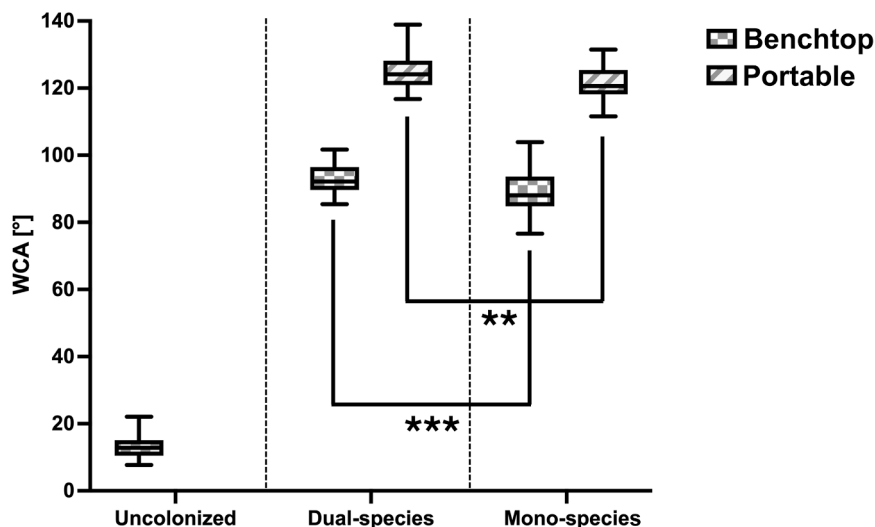 140
120
100
80
60
40
20
0
WCA [°]
Benchtop
Portable
**
***
Uncolonized
Dual-species
Mono-species